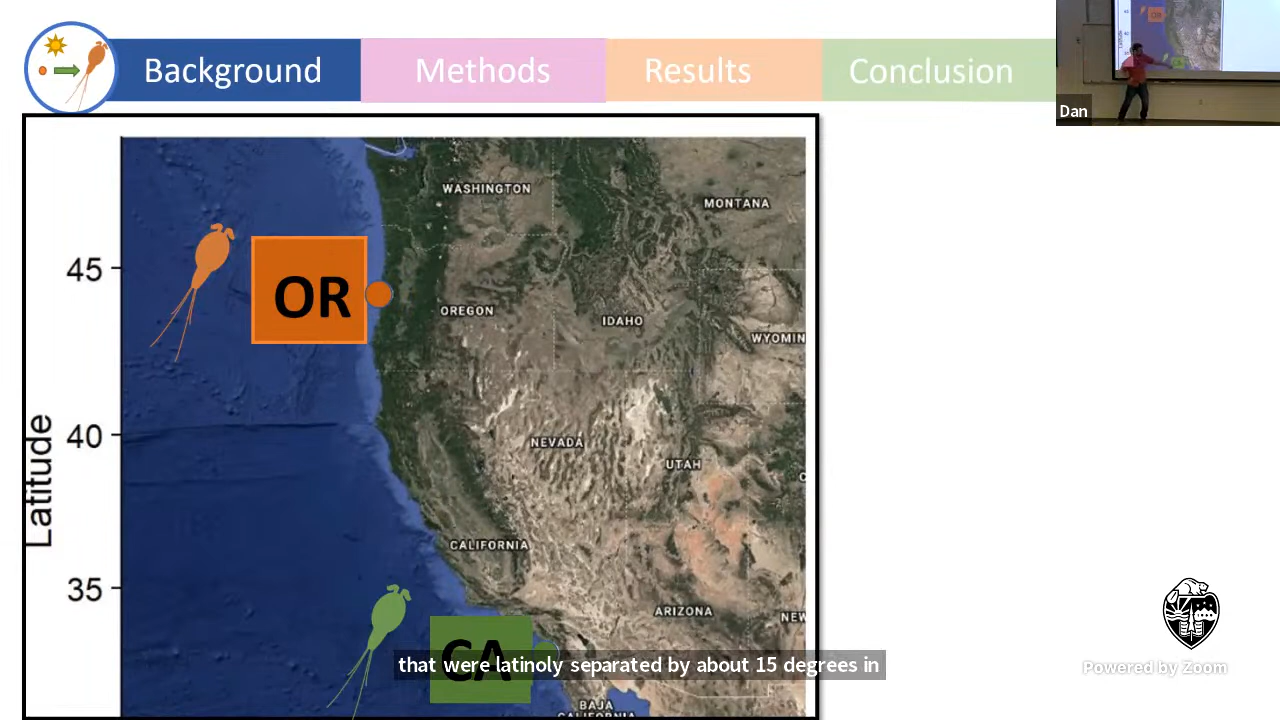 Background
Methods
Results
Conclusion
Dan
WASHINGTON
MONTANA
45
OR
OREGON
IDAHO
WYOMIN
Latitude
40
NEVADA
UTAH
C
CALIFORNIA
35
ARIZONA
NEW
CA
that were latinoly separated by about 15 degrees in
BAJA
CALIFORNIA
Powered by Zoom